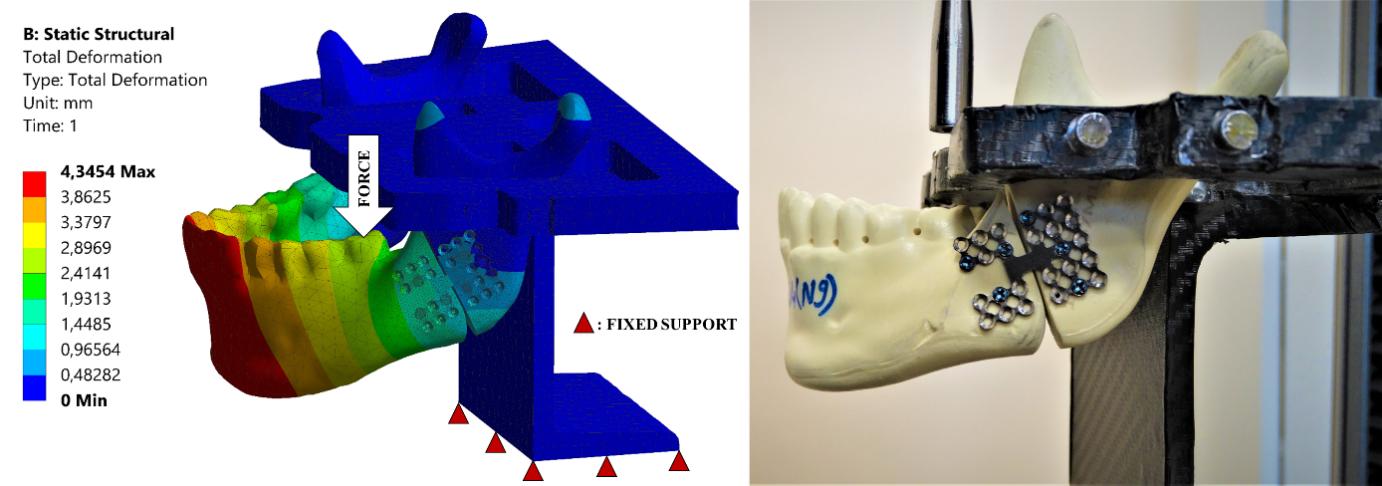 B: Static Structural
Total Deformation
Type: Total Deformation
Unit: mm
Time: 1
4,3454 Max
3,8625
3,3797
2,8969
2,4141
1,9313
1,4485
0,96564
0,48282
0 Min
FORCE
: FIXED SUPPORT